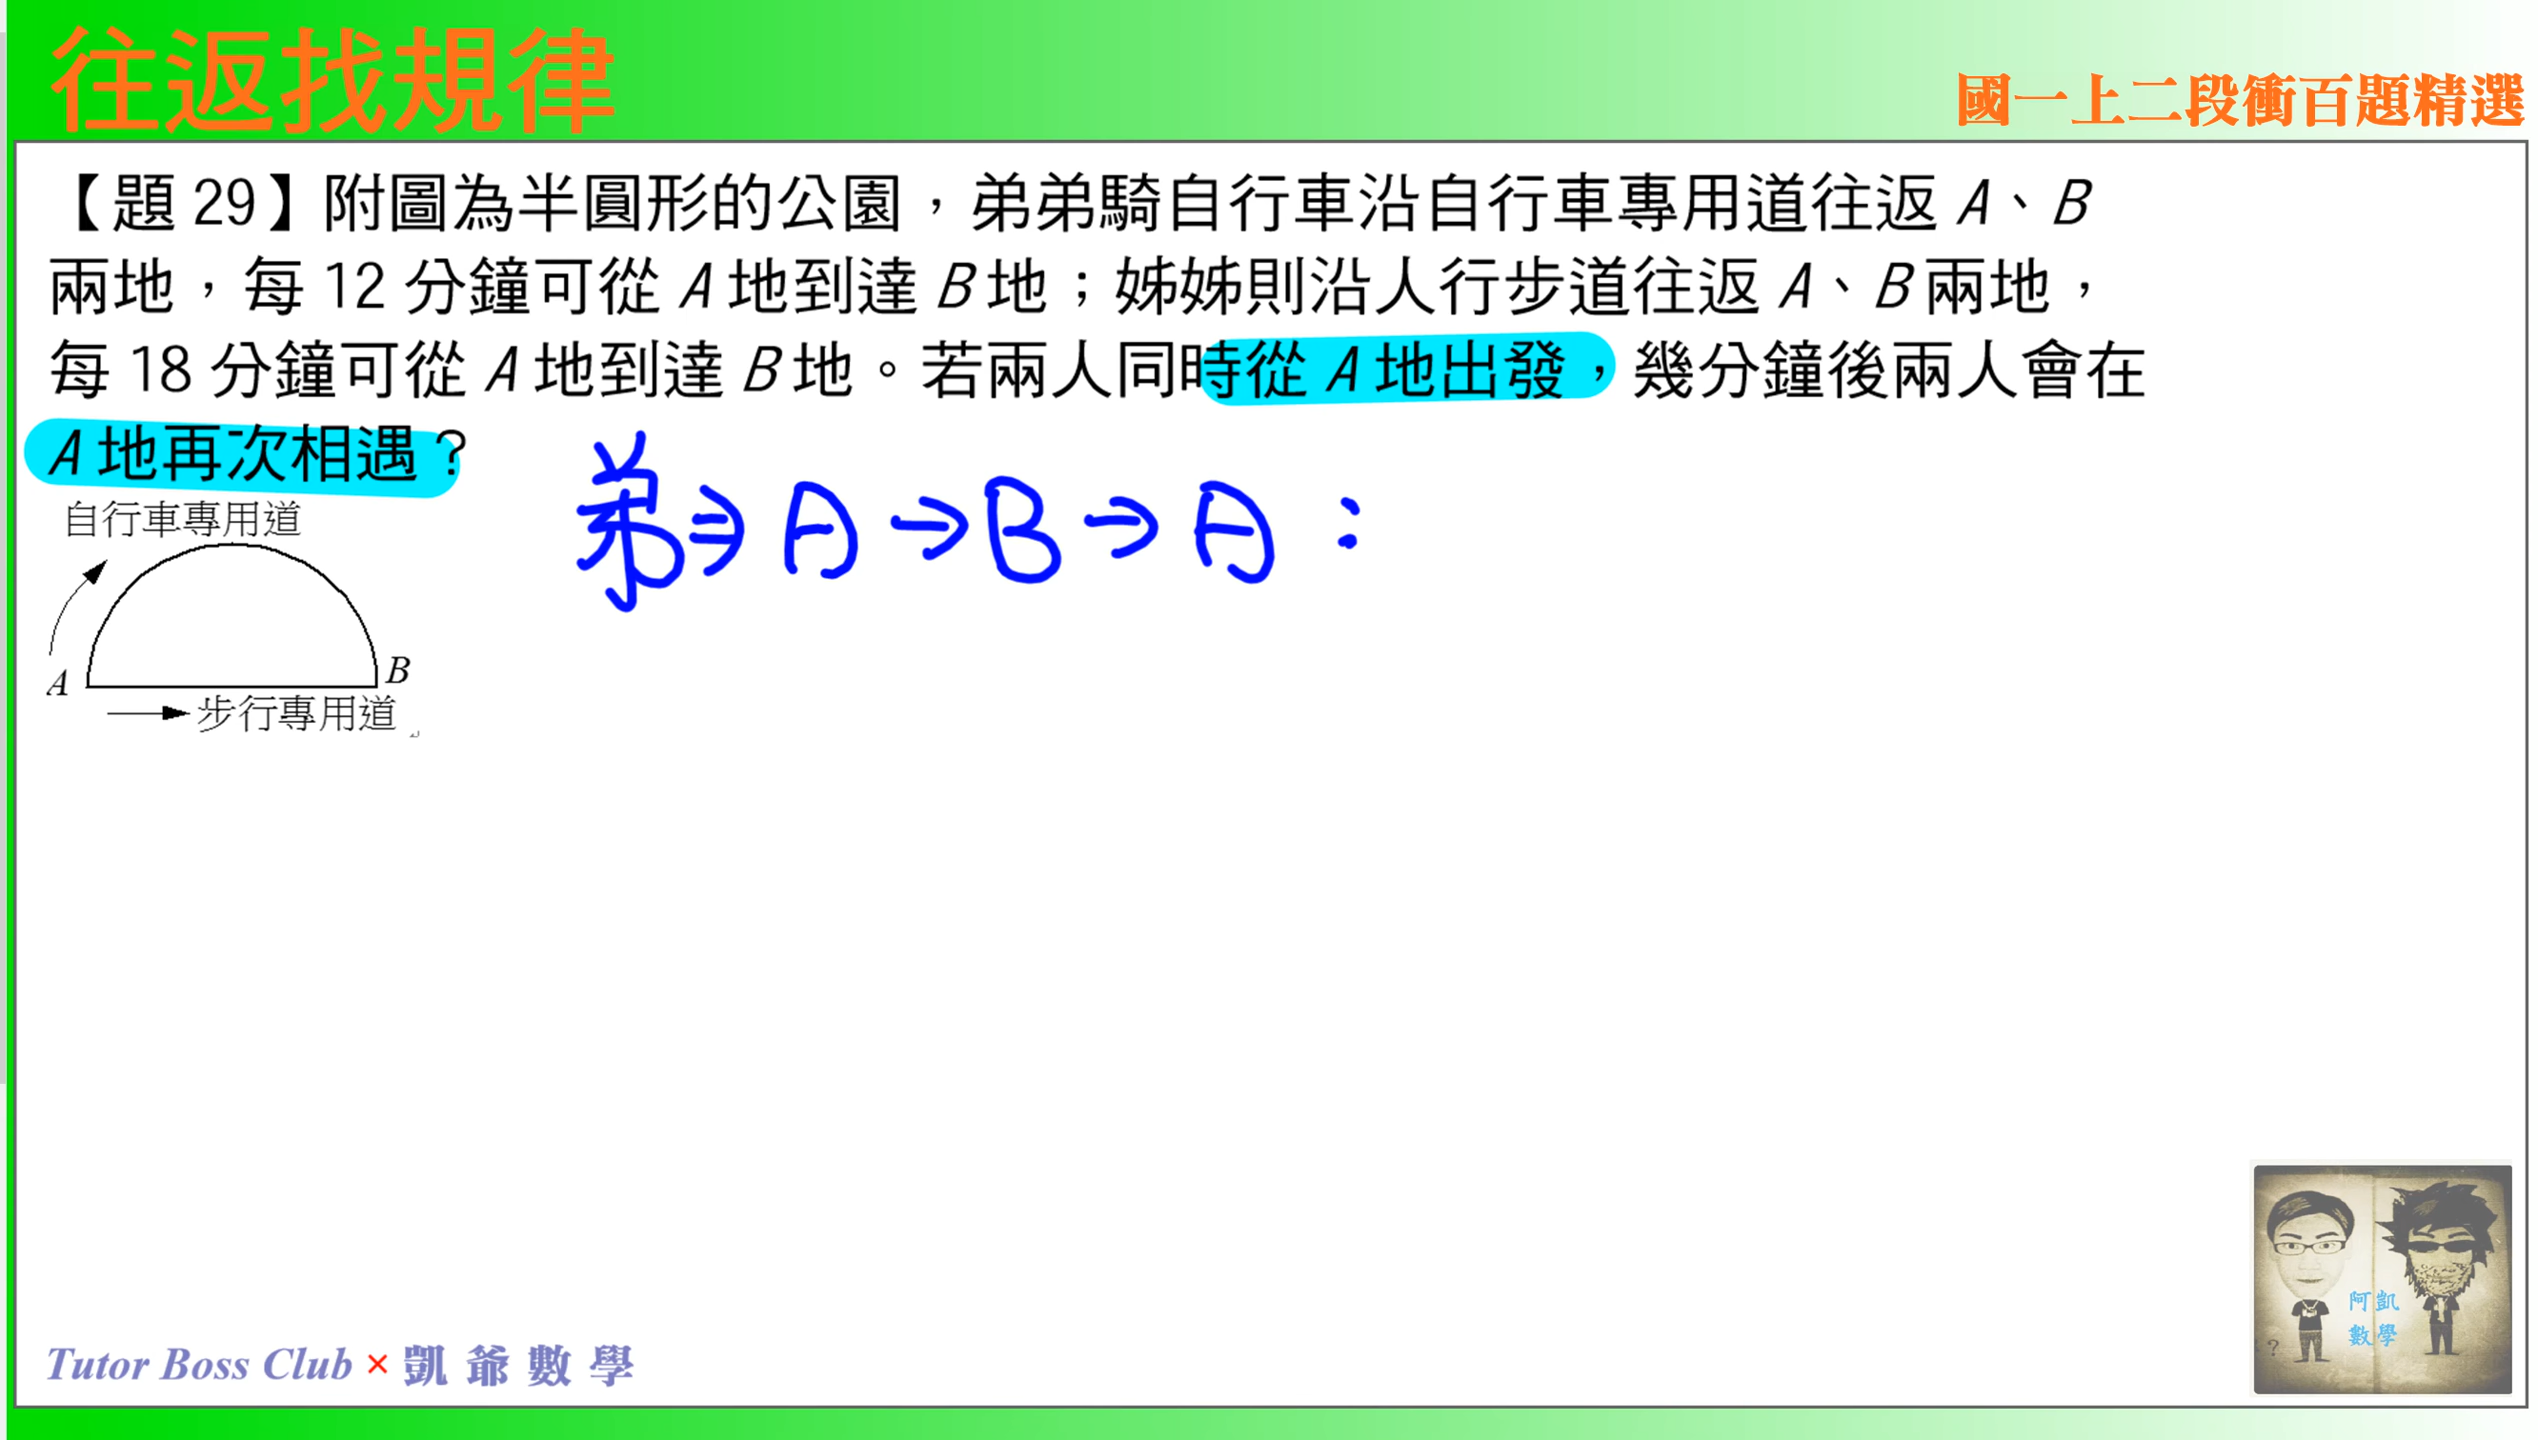 往返找規律
國一上二段衝百題精選
【題 29】附圖為半圓形的公園，弟弟騎自行車沿自行車專用道往返 A、B
兩地，每 12 分鐘可從 A 地到達 B 地；姊姊則沿人行步道往返 A、B 兩地，
每 18 分鐘可從 A 地到達 B 地。若兩人同時從 A 地出發，幾分鐘後兩人會在
A 地再次相遇？
弟⇒A→B→A：
自行車專用道
A
B
步行專用道
阿凱
數學
?
Tutor Boss Club × 凱爺數學